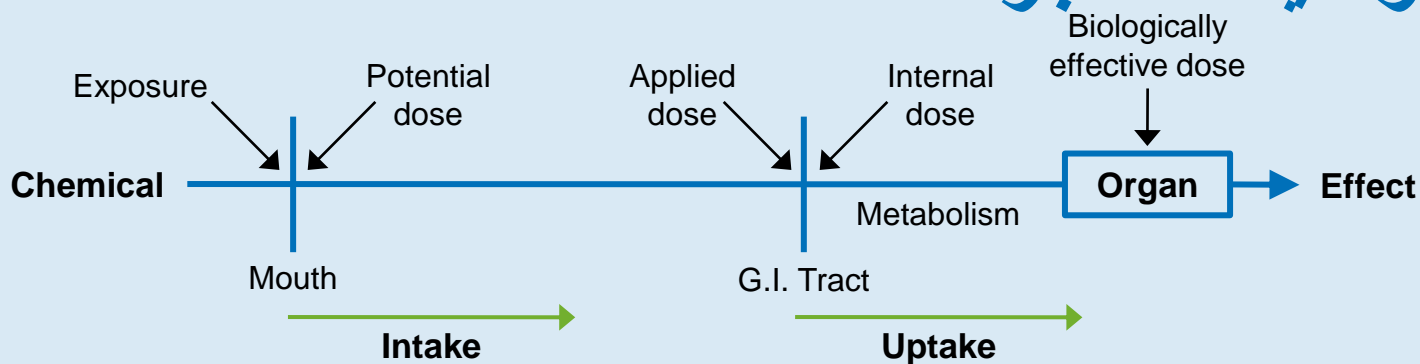 Biologically
effective dose
Exposure
Potential
dose
Applied
dose
Internal
dose
Chemical
Organ
Effect
Metabolism
Mouth
G.I. Tract
Intake
Uptake